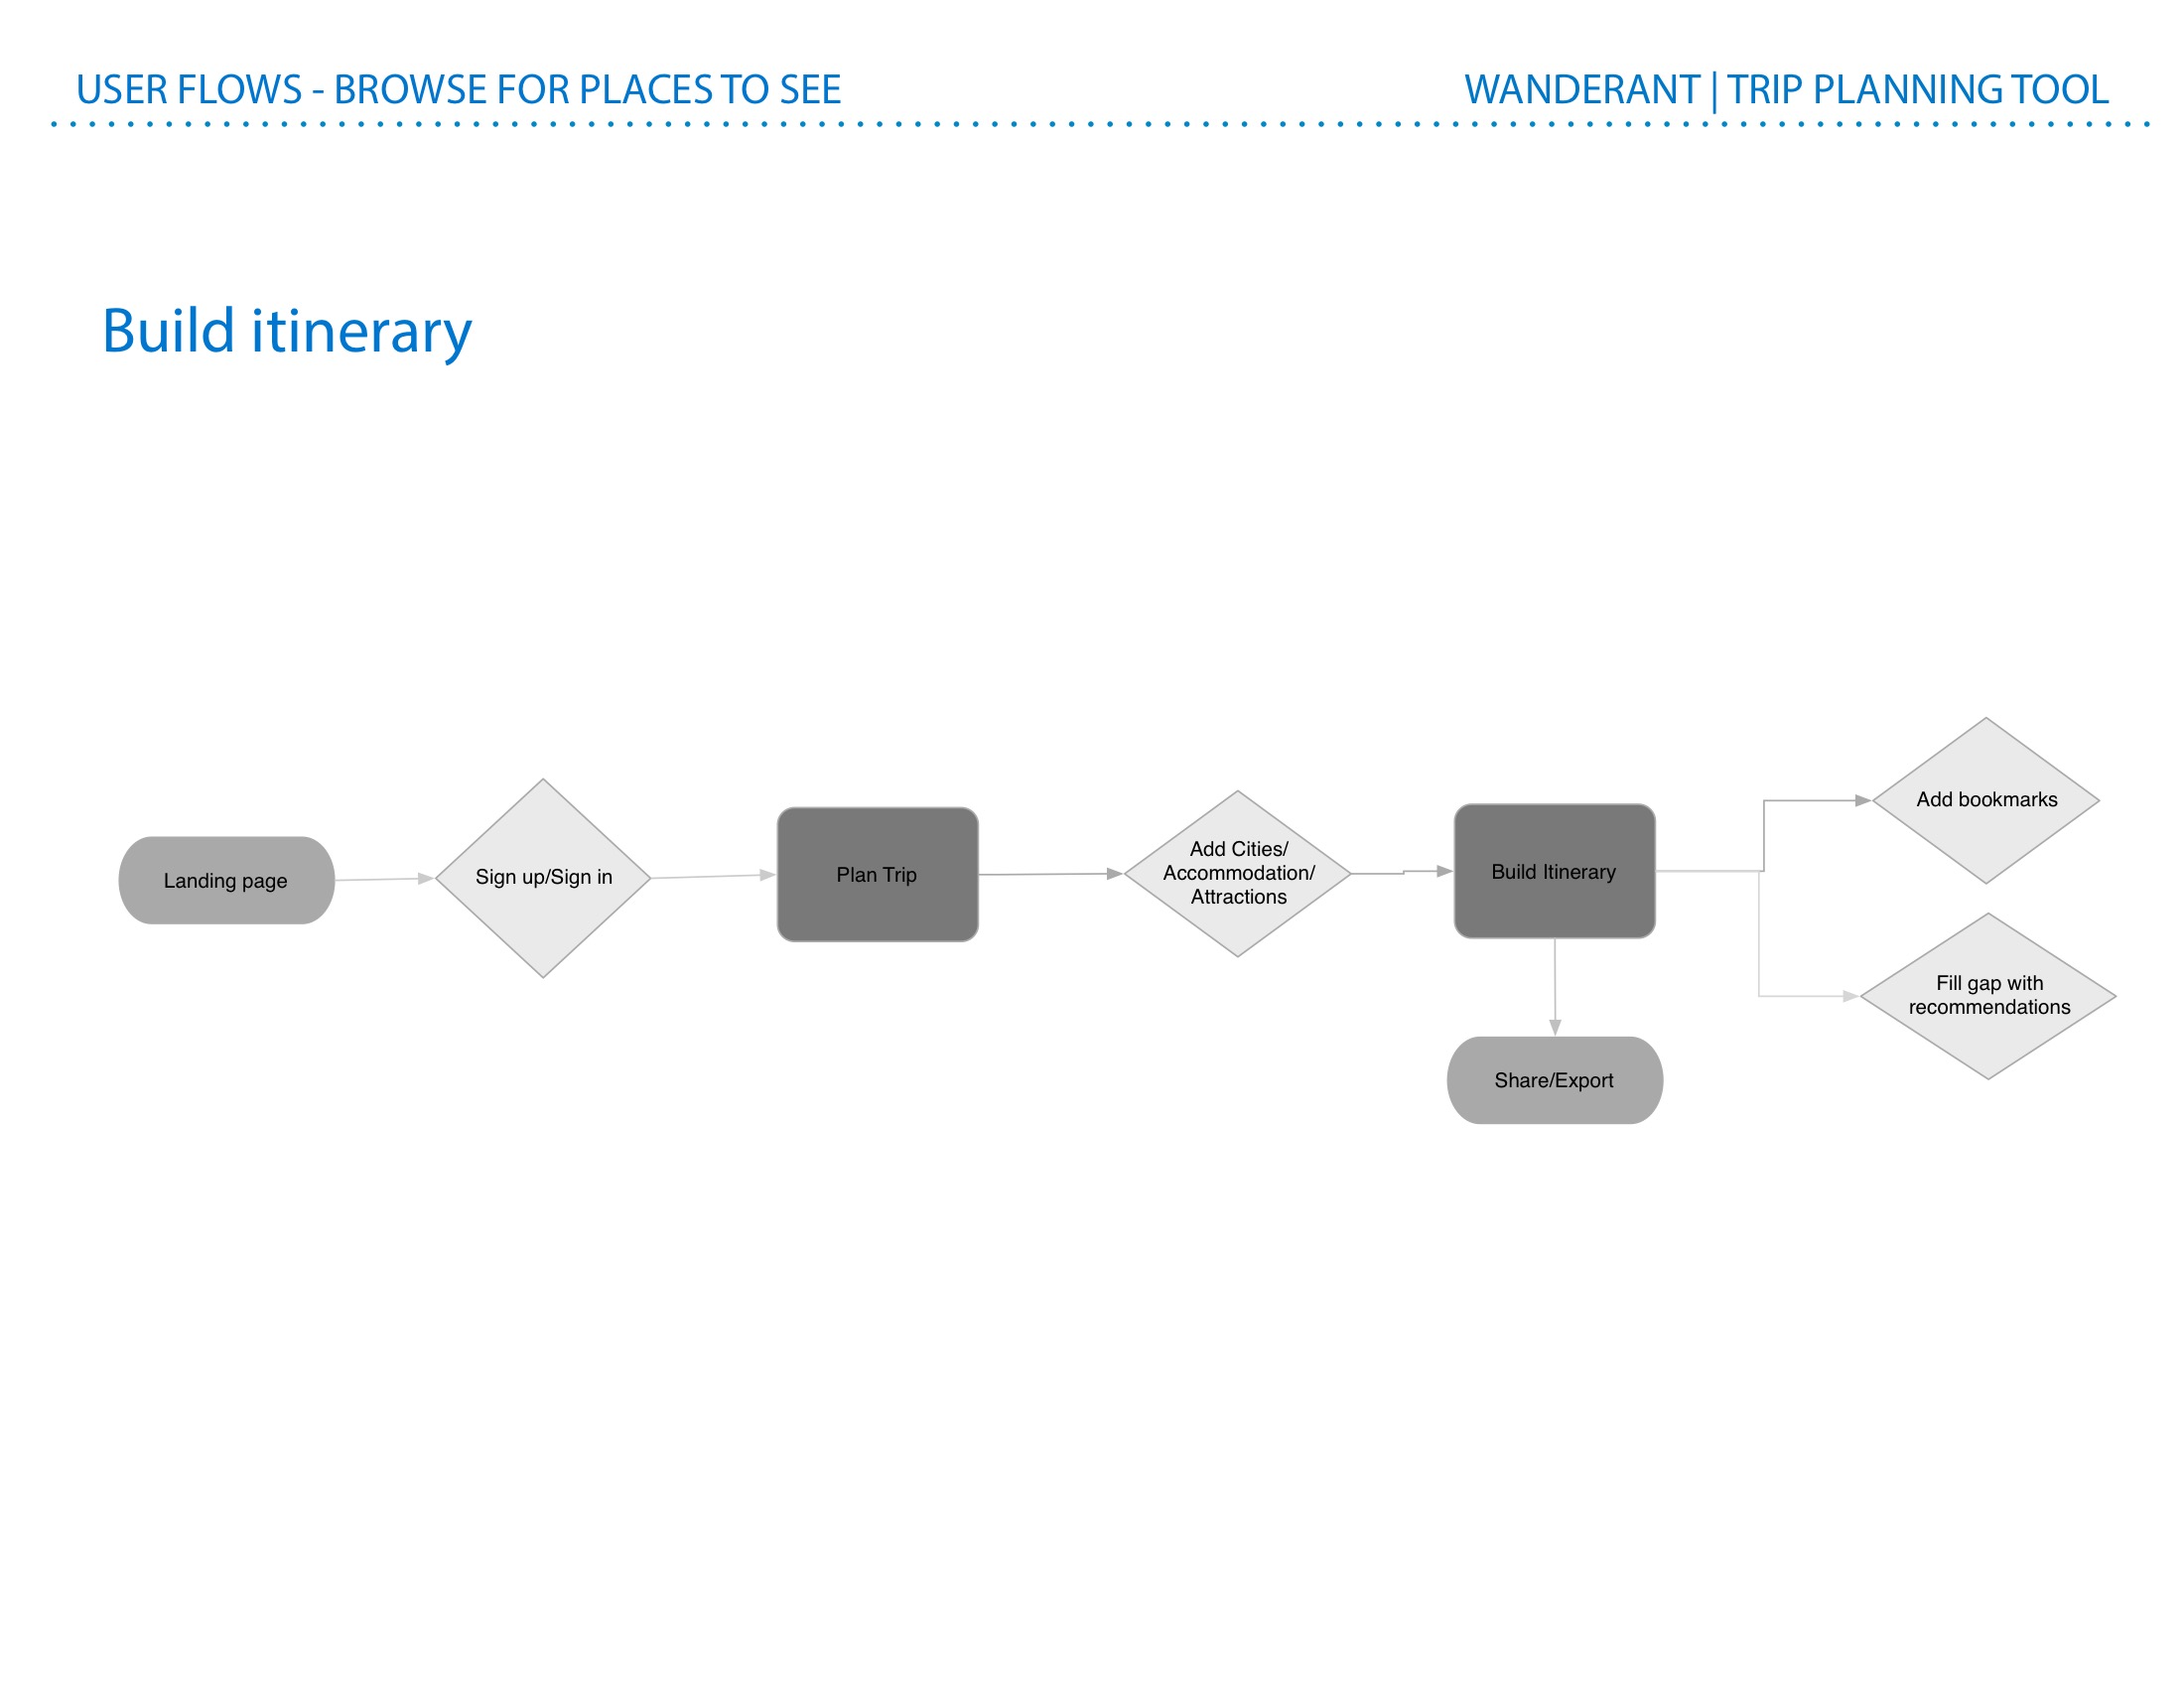 USER FLOWS - BROWSE FOR PLACES TO SEE
WANDERANT | TRIP PLANNING TOOL
Build itinerary
Landing page
Sign up/Sign in
Plan Trip
Add Cities/
Accommodation/
Attractions
Build Itinerary
Add bookmarks
Fill gap with
recommendations
Share/Export